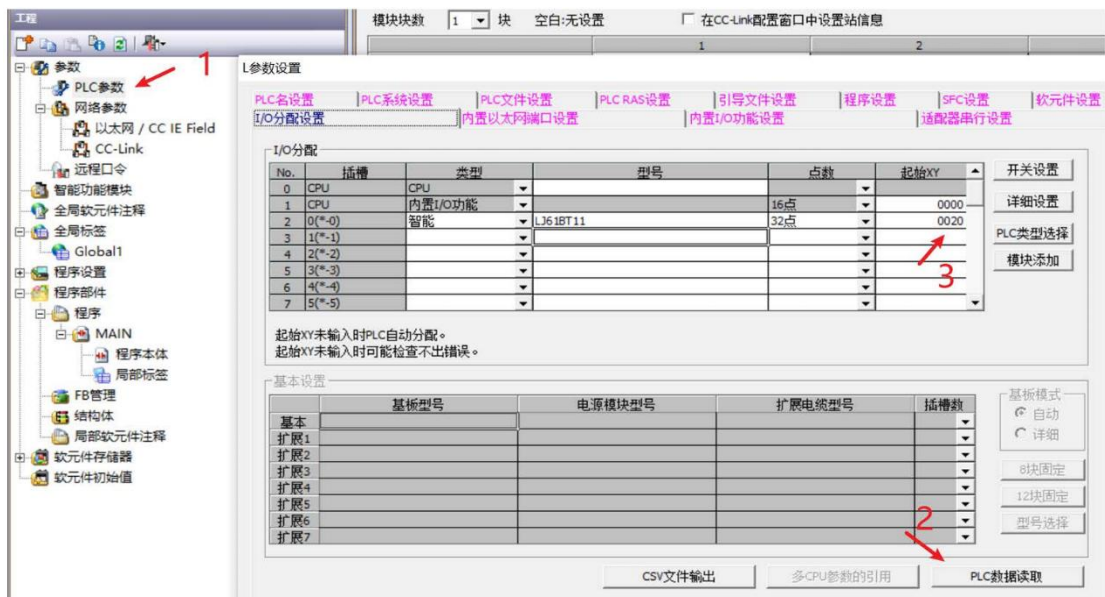 工程
模块块数 1 块 空白:无设置 在CC-Link配置窗口中设置站信息
1 2
参数
PLC参数
网络参数
以太网 / CC IE Field
CC-Link
远程口令
智能功能模块
全局软元件注释
全局标签
Global1
程序设置
程序部件
程序
MAIN
程序本体
局部标签
FB管理
结构体
局部软元件注释
软元件存储器
软元件初始值
1
L参数设置
PLC名设置 PLC系统设置 PLC文件设置 PLC RAS设置 引导文件设置 程序设置 SFC设置 软元件设置
I/O分配设置 内置以太网端口设置 内置I/O功能设置 适配器串行设置
I/O分配
No. 插槽 类型 型号 点数 起始XY
0 CPU CPU
1 CPU 内置I/O功能 16点 0000
2 0(*-0) 智能 LJ61BT11 32点 0020
3 1(*-1)
4 2(*-2)
5 3(*-3)
6 4(*-4)
7 5(*-5)
开关设置
详细设置
PLC类型选择
模块添加
3
起始XY未输入时PLC自动分配。
起始XY未输入时可能检查不出错误。
基本设置
基板型号 电源模块型号 扩展电缆型号 插槽数
基本
扩展1
扩展2
扩展3
扩展4
扩展5
扩展6
扩展7
基板模式
自动
详细
8块固定
12块固定
型号选择
2
CSV文件输出 多CPU参数的引用 PLC数据读取